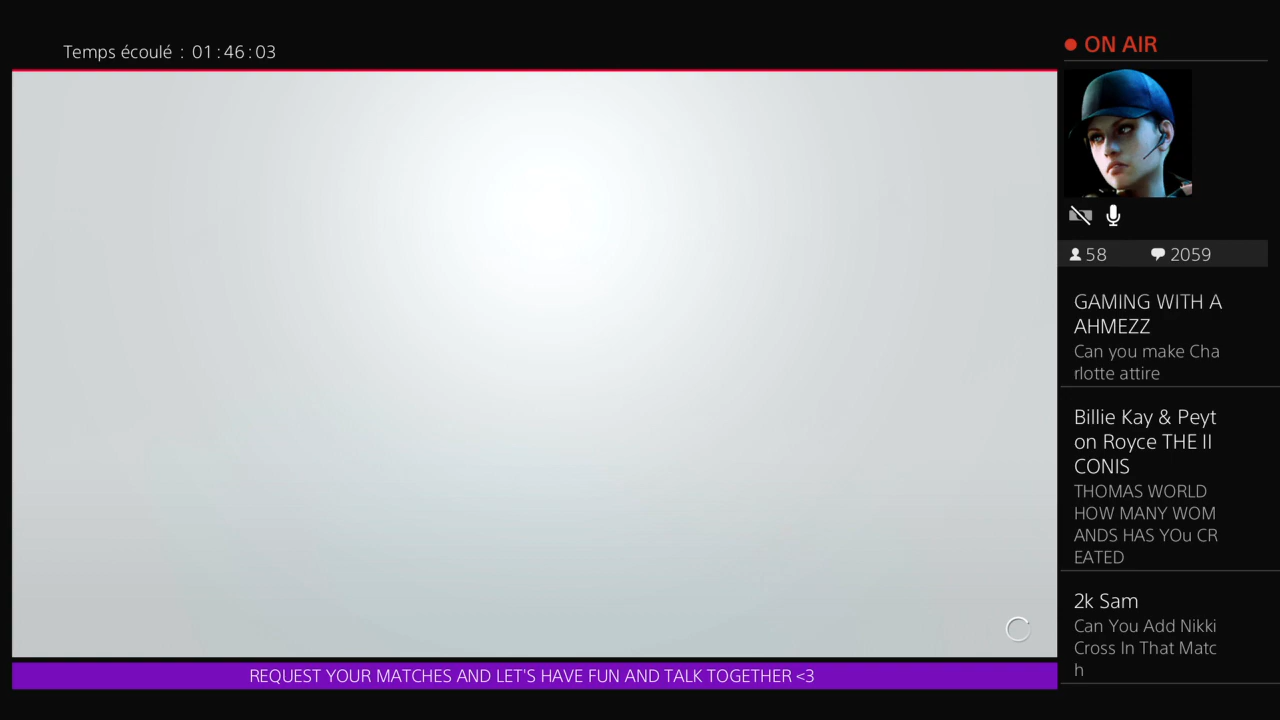 Temps écoulé : 01:46:03
ON AIR
58 2059
GAMING WITH A
AHMEZZ
Can you make Cha
rlotte attire
Billie Kay & Peyt
on Royce THE II
CONIS
THOMAS WORLD
HOW MANY WOM
ANDS HAS YOu CR
EATED
2k Sam
Can You Add Nikki
Cross In That Matc
h
REQUEST YOUR MATCHES AND LET'S HAVE FUN AND TALK TOGETHER <3